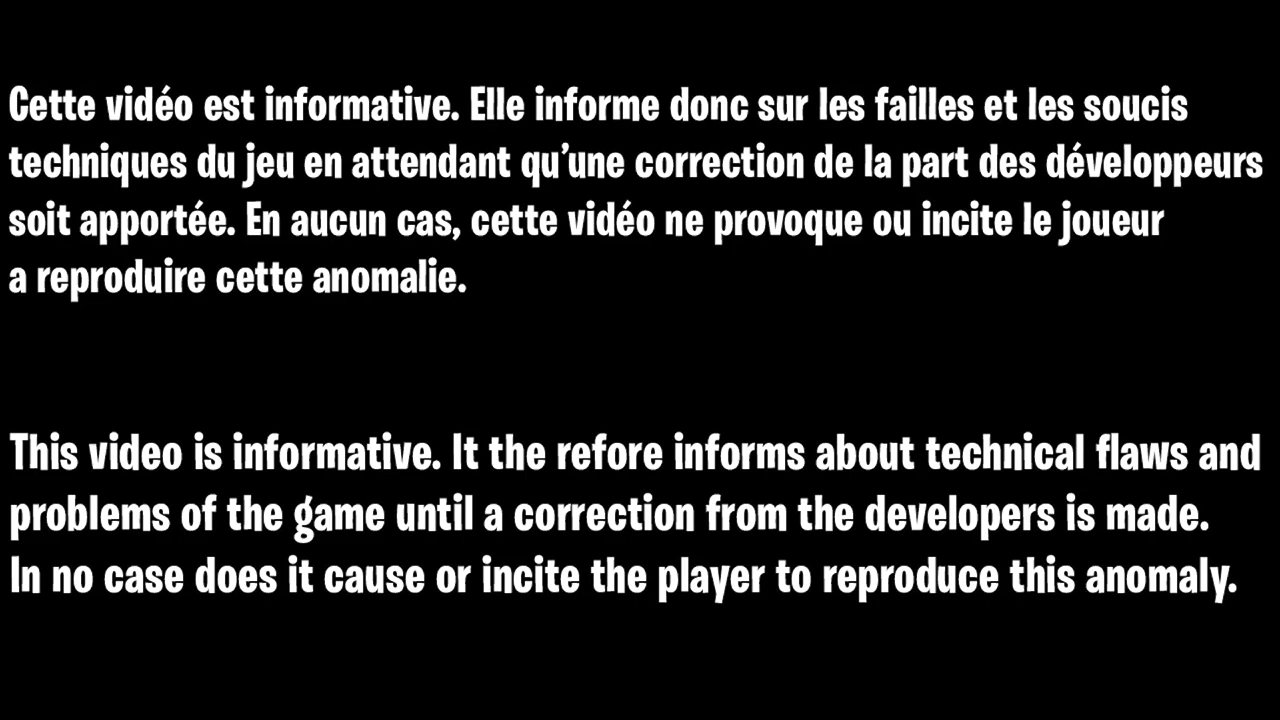 Cette vidéo est informative. Elle informe donc sur les failles et les soucis
techniques du jeu en attendant qu’une correction de la part des développeurs
soit apportée. En aucun cas, cette vidéo ne provoque ou incite le joueur
a reproduire cette anomalie.
This video is informative. It the refore informs about technical flaws and
problems of the game until a correction from the developers is made.
In no case does it cause or incite the player to reproduce this anomaly.